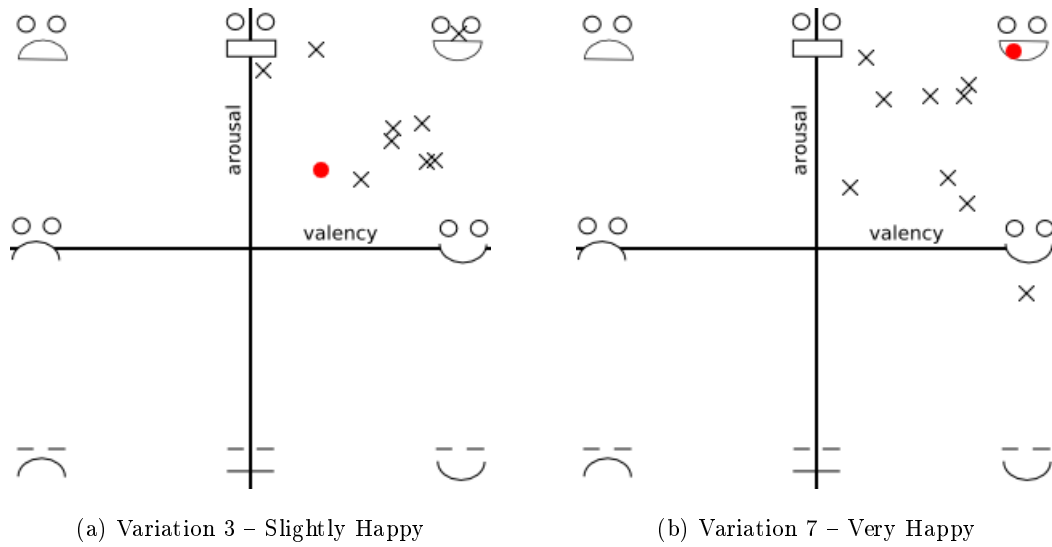 arousal
valency
arousal
valency
(a) Variation 3 – Slightly Happy
(b) Variation 7 – Very Happy